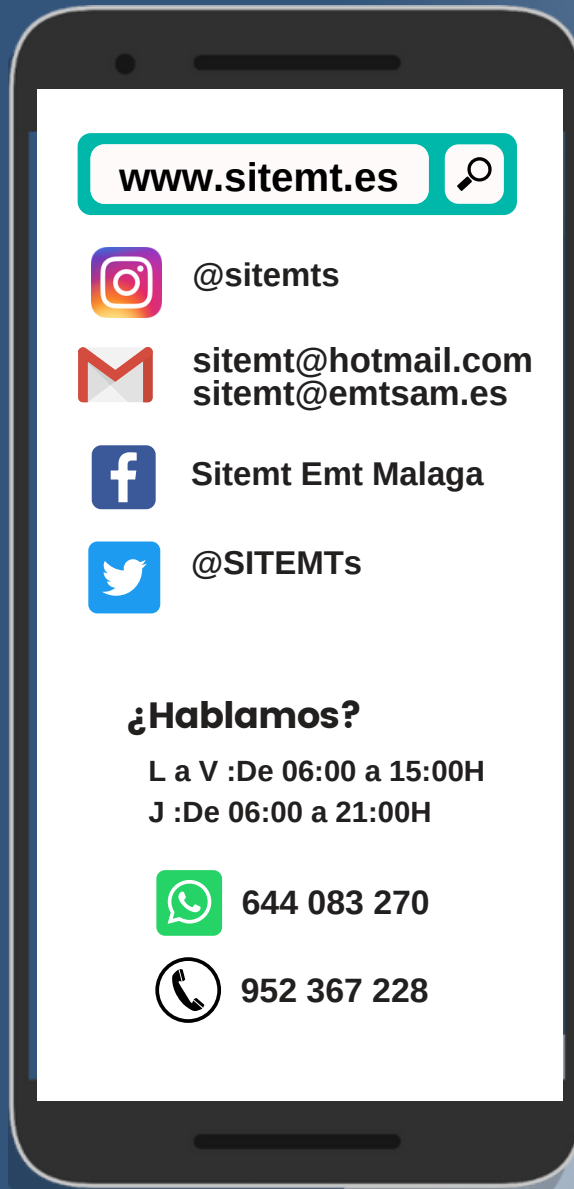 www.sitemt.es
@sitemts
sitemt@hotmail.com
sitemt@emtsam.es
Sitemt Emt Malaga
@SITEMTs
¿Hablamos?
L a V :De 06:00 a 15:00H
J :De 06:00 a 21:00H
644 083 270
952 367 228